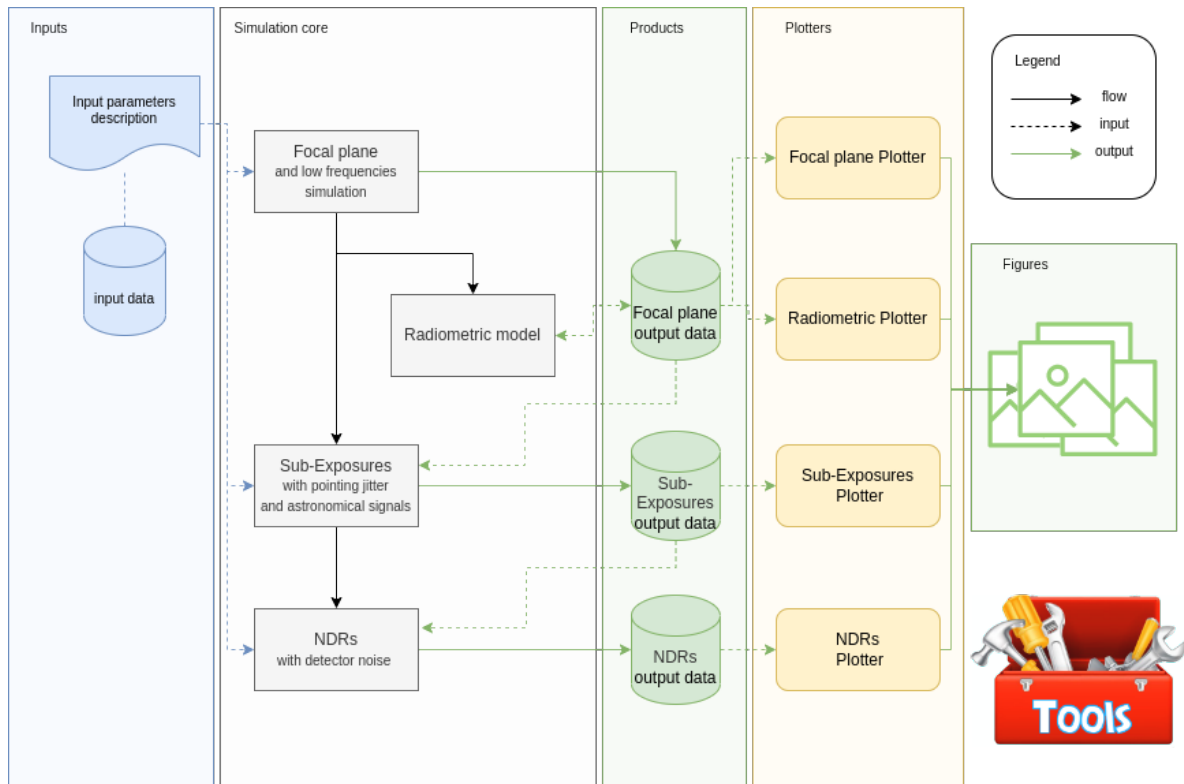 Inputs
Simulation core
Products
Plotters
Legend
flow
input
output
Input parameters
description
input data
Focal plane
and low frequencies
simulation
Radiometric model
Focal plane
output data
Focal plane Plotter
Radiometric Plotter
Figures
Sub-Exposures
with pointing jitter
and astronomical signals
Sub-
Exposures
output data
Sub-Exposures
Plotter
NDRs
with detector noise
NDRs
output data
NDRs
Plotter
Tools